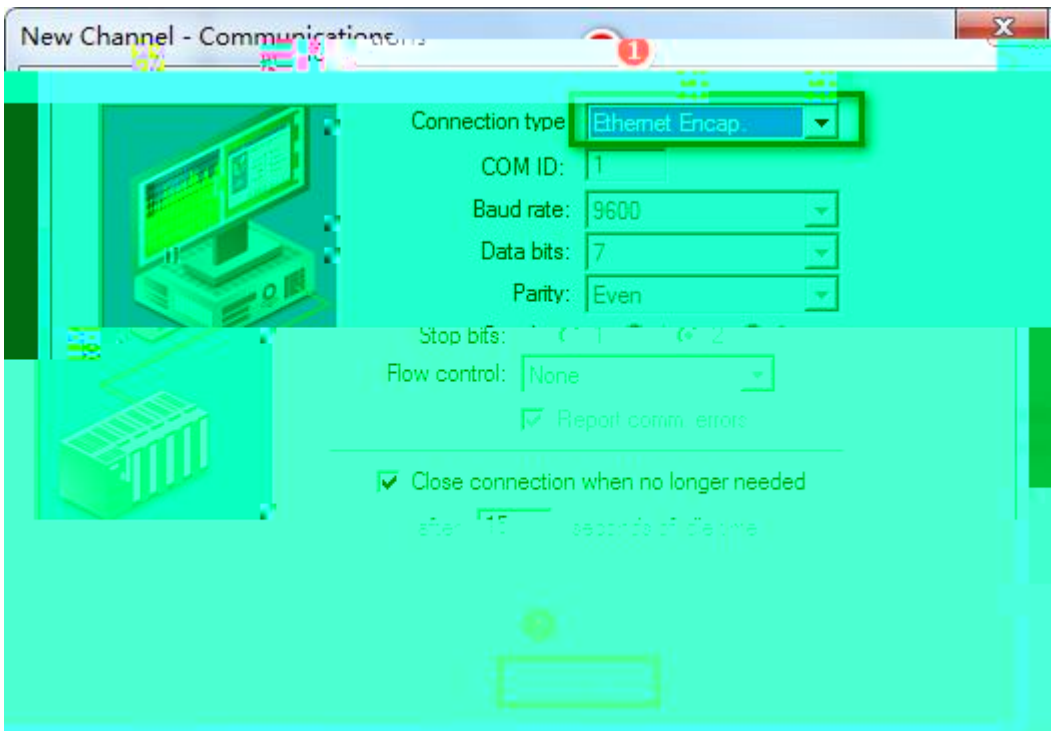 New Channel - Communications
1
Connection type
Ethernet Encap.
COM ID: 1
Baud rate: 9600
Data bits: 7
Parity: Even
Stop bits: 1 2
Flow control: None
Report comm. errors
Close connection when no longer needed
after 15 seconds of idle time